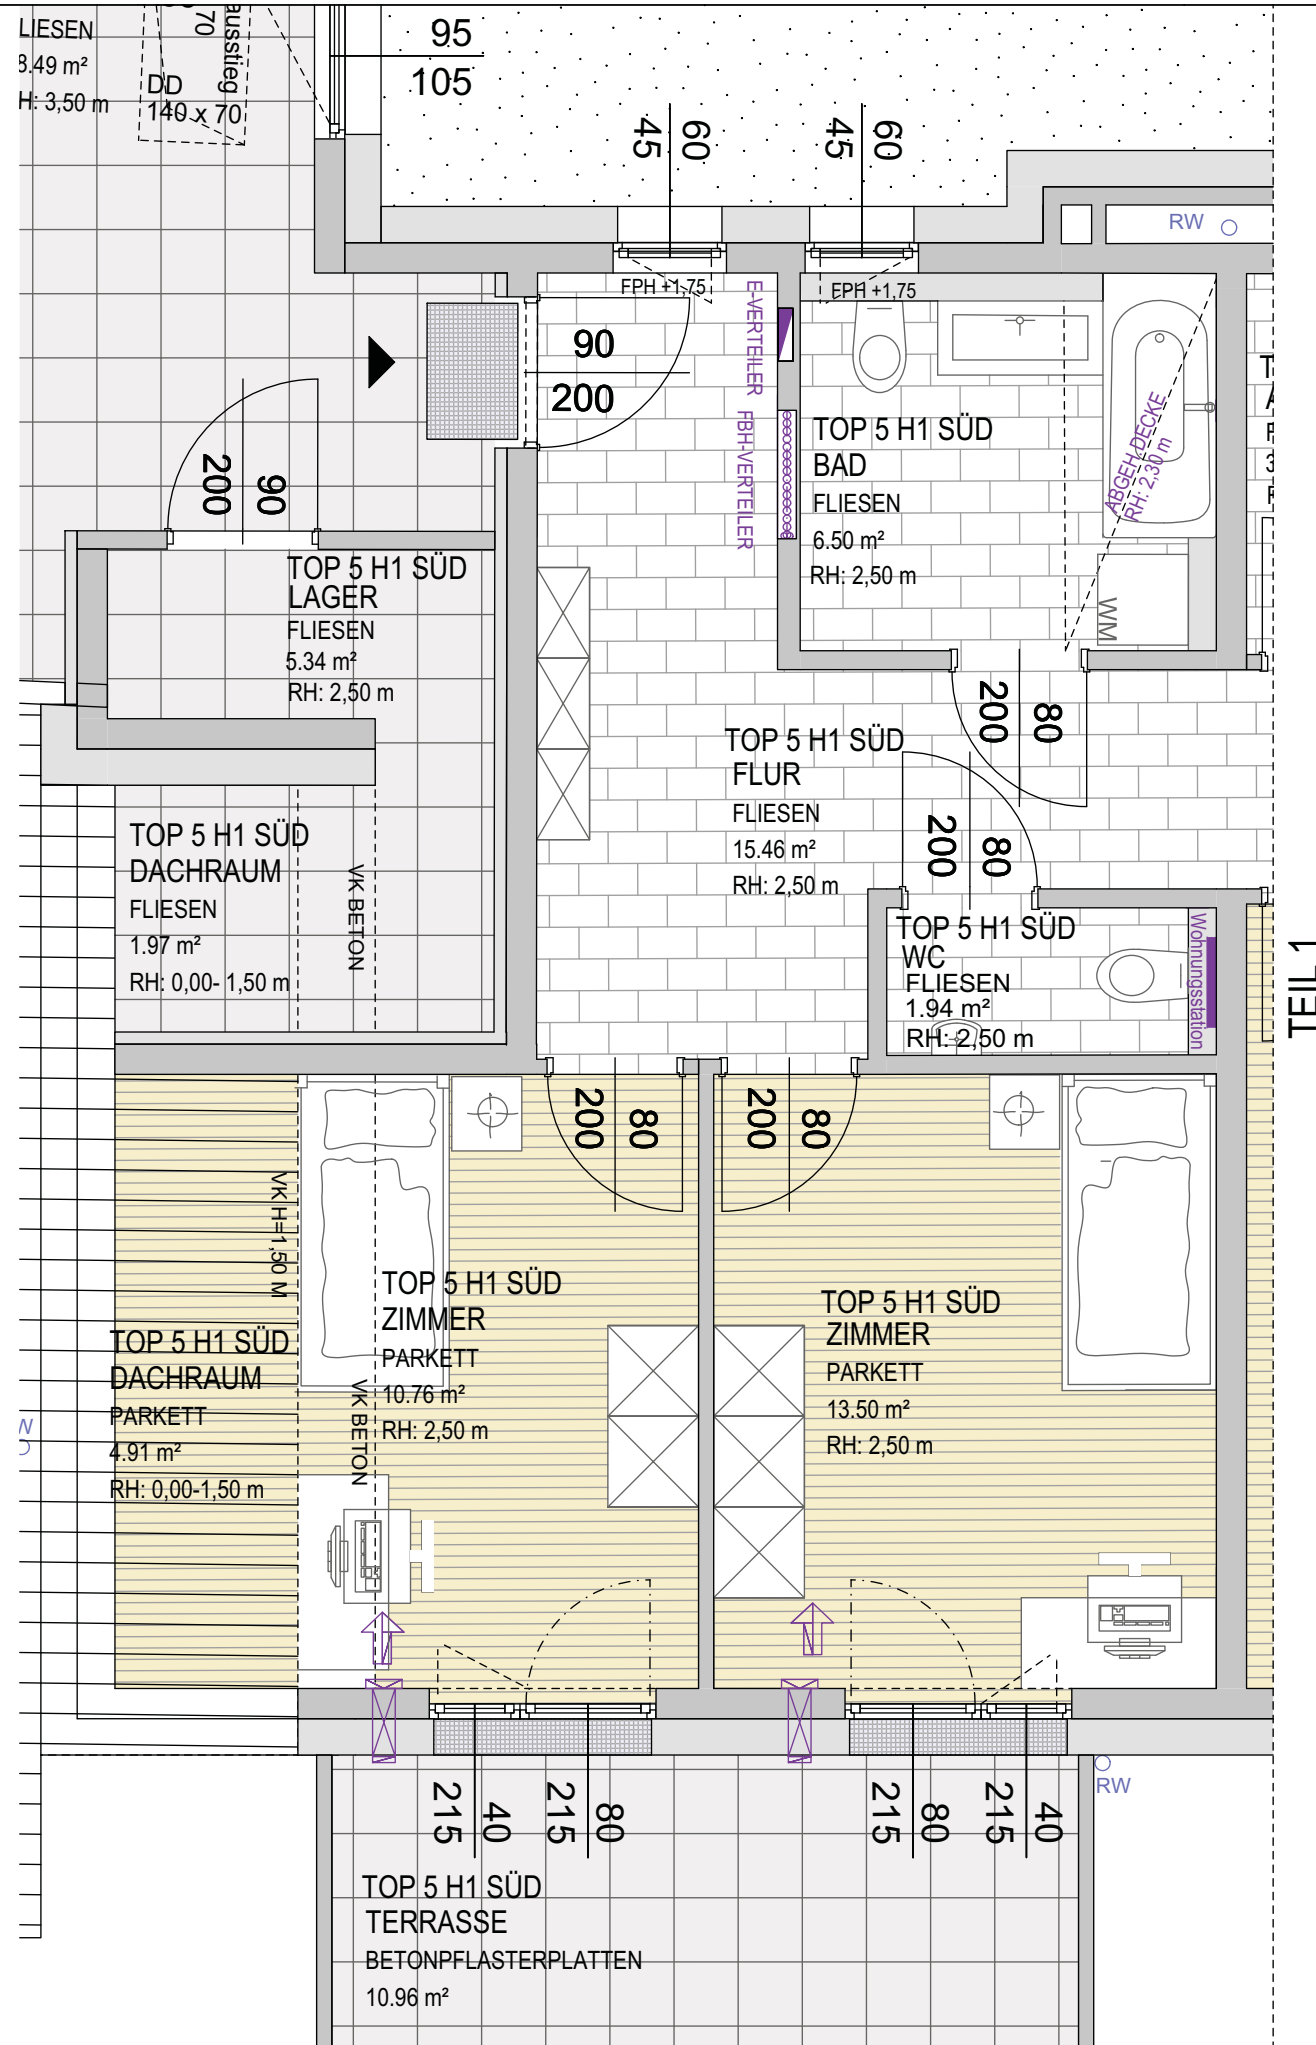 LIESEN
8.49 m²
H: 3,50 m
70
ausstieg
DD
140 x 70
95
105
45
60
45
60
RW
FPH +1,75
FPH +1,75
E-VERTEILER
FBH-VERTEILER
90
200
200
90
TOP 5 H1 SÜD
BAD
FLIESEN
6.50 m²
RH: 2,50 m
ABGEH.DECKE
RH: 2,30 m
WM
TOP 5 H1 SÜD
LAGER
FLIESEN
5.34 m²
RH: 2,50 m
200
80
TOP 5 H1 SÜD
FLUR
FLIESEN
15.46 m²
RH: 2,50 m
200
80
TOP 5 H1 SÜD
DACHRAUM
FLIESEN
1.97 m²
RH: 0,00- 1,50 m
VK BETON
TOP 5 H1 SÜD
WC
FLIESEN
1.94 m²
RH: 2,50 m
Wohnungsstation
TEIL 1
200
80
200
80
VK H=1,50 M
TOP 5 H1 SÜD
ZIMMER
PARKETT
10.76 m²
RH: 2,50 m
TOP 5 H1 SÜD
ZIMMER
PARKETT
13.50 m²
RH: 2,50 m
TOP 5 H1 SÜD
DACHRAUM
PARKETT
4.91 m²
RH: 0,00-1,50 m
VK BETON
RW
215
40
215
80
215
80
215
40
TOP 5 H1 SÜD
TERRASSE
BETONPFLASTERPLATTEN
10.96 m²